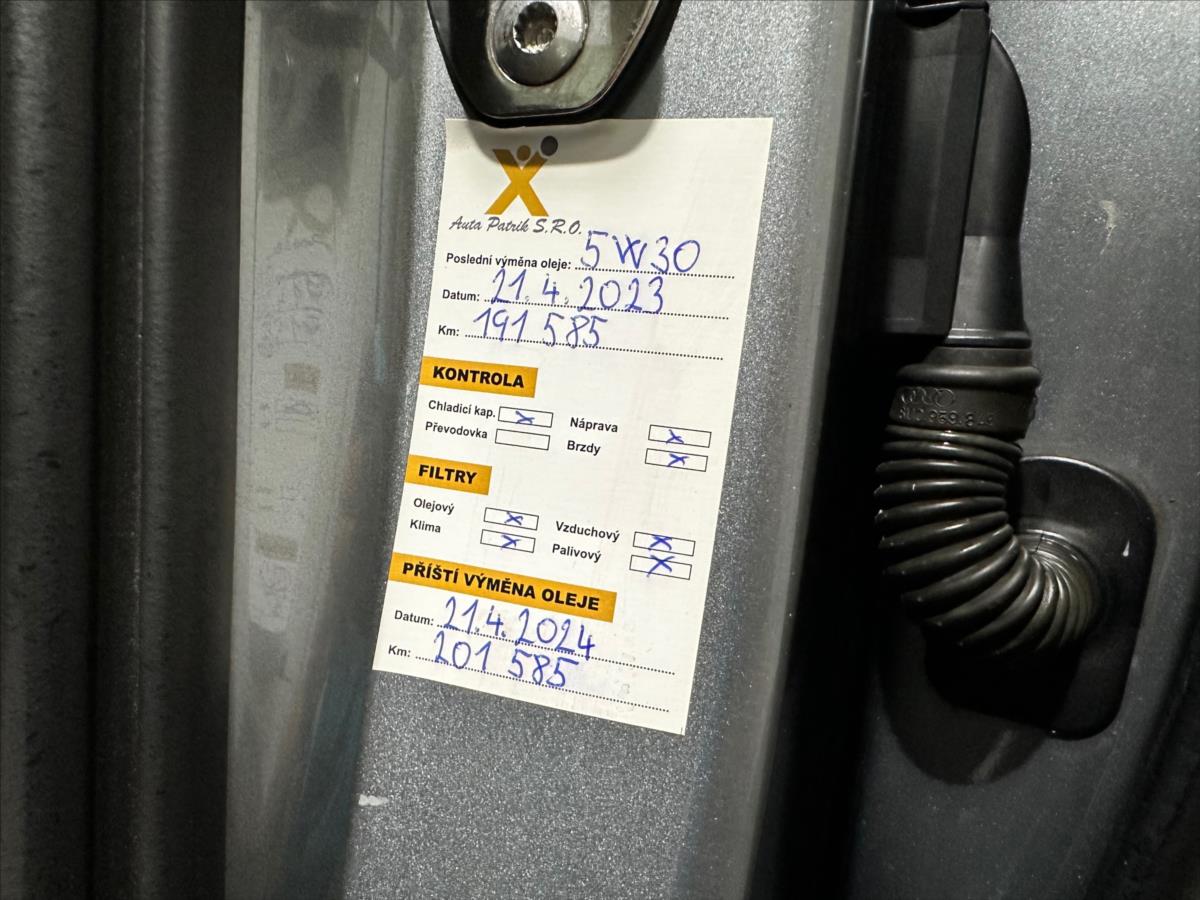 Auta Patrik S.R.O.
Poslední výměna oleje: 5W30
Datum: 21.4.2023
Km: 191 585
KONTROLA
Chladicí kap. x Náprava x
Převodovka Brzdy x
FILTRY
Olejový x Vzduchový x
Klima x Palivový x
PŘÍŠTÍ VÝMĚNA OLEJE
Datum: 21.4.2024
Km: 201 585